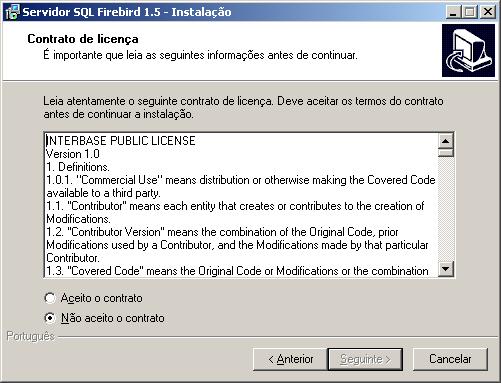 Servidor SQL Firebird 1.5 - Instalação
Contrato de licença
É importante que leia as seguintes informações antes de continuar.
Leia atentamente o seguinte contrato de licença. Deve aceitar os termos do contrato
antes de continuar a instalação.
INTERBASE PUBLIC LICENSE
Version 1.0
1. Definitions.
1.0.1. "Commercial Use" means distribution or otherwise making the Covered Code
available to a third party.
1.1. "Contributor" means each entity that creates or contributes to the creation of
Modifications.
1.2. "Contributor Version" means the combination of the Original Code, prior
Modifications used by a Contributor, and the Modifications made by that particular
Contributor.
1.3. "Covered Code" means the Original Code or Modifications or the combination
Aceito o contrato
Não aceito o contrato
Português
< Anterior
Seguinte >
Cancelar